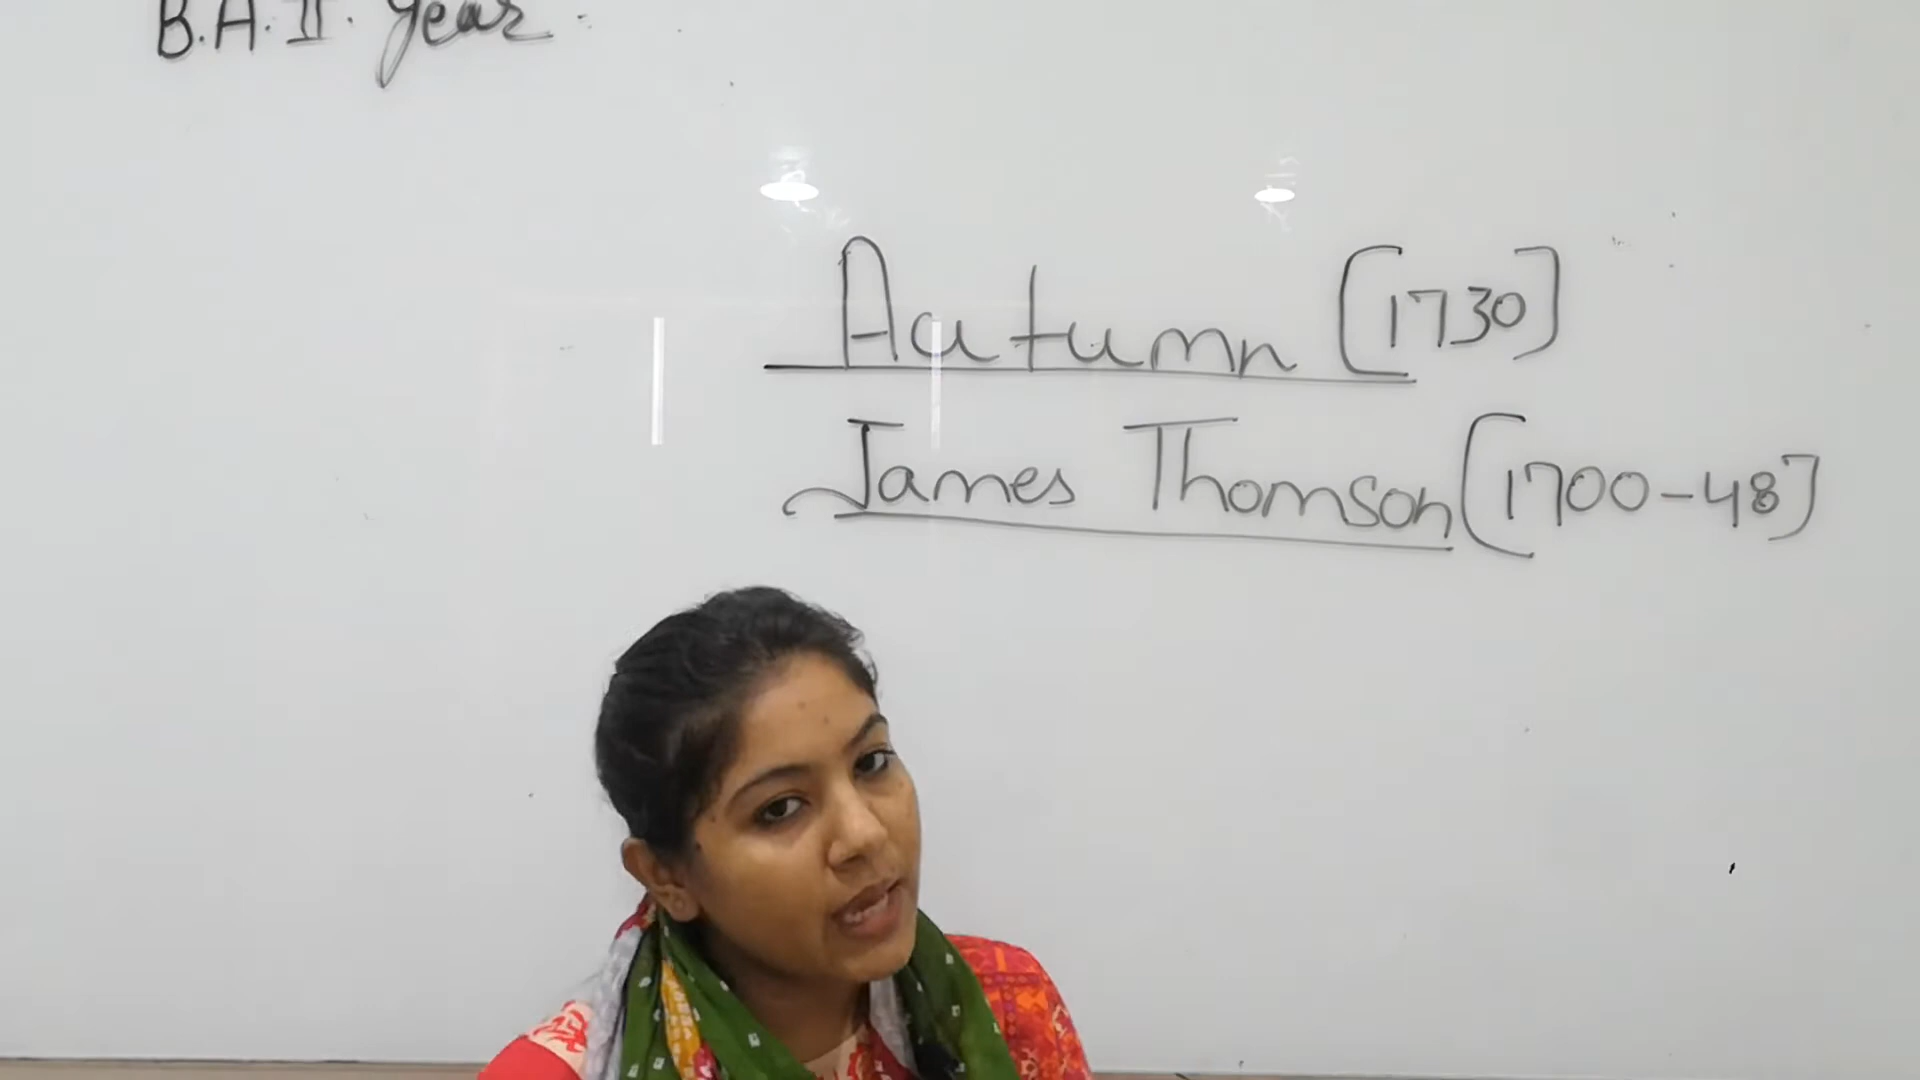 B.A. II. Year
Autumn [1730]
James Thomson [1700-48]